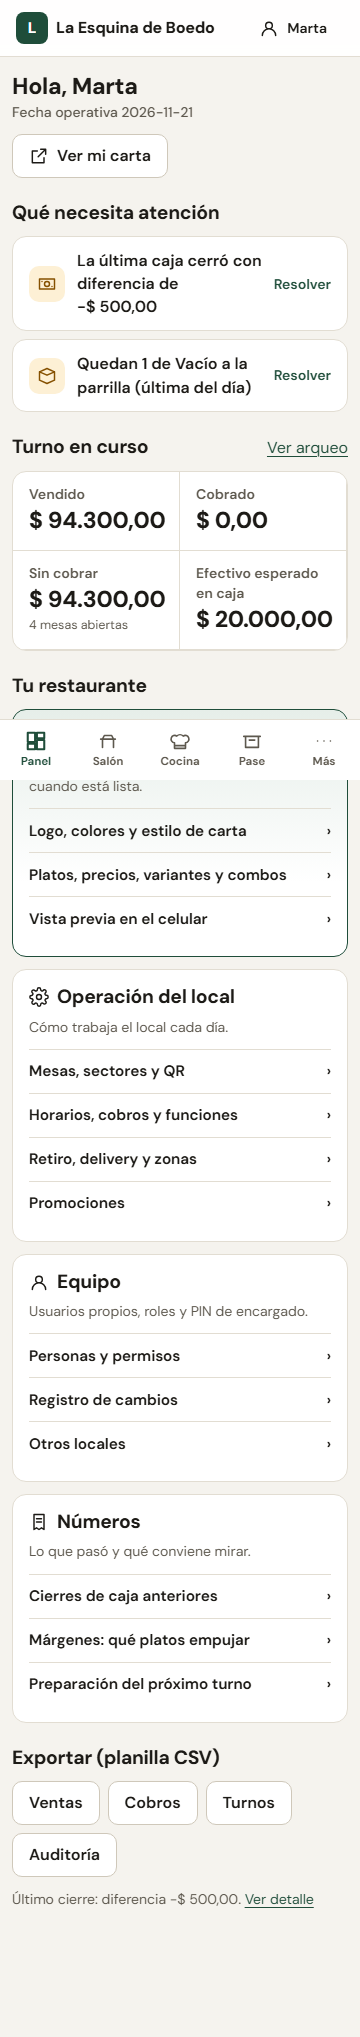 L La Esquina de Boedo Marta
Hola, Marta
Fecha operativa 2026-11-21
Ver mi carta
Qué necesita atención
La última caja cerró con
diferencia de
-$ 500,00
Resolver
Quedan 1 de Vacío a la
parrilla (última del día)
Resolver
Turno en curso Ver arqueo
Vendido
$ 94.300,00
Cobrado
$ 0,00
Sin cobrar
$ 94.300,00
4 mesas abiertas
Efectivo esperado
en caja
$ 20.000,00
Tu restaurante
Panel Salón Cocina Pase Más
cuando está lista.
Logo, colores y estilo de carta ›
Platos, precios, variantes y combos ›
Vista previa en el celular ›
Operación del local
Cómo trabaja el local cada día.
Mesas, sectores y QR ›
Horarios, cobros y funciones ›
Retiro, delivery y zonas ›
Promociones ›
Equipo
Usuarios propios, roles y PIN de encargado.
Personas y permisos ›
Registro de cambios ›
Otros locales ›
Números
Lo que pasó y qué conviene mirar.
Cierres de caja anteriores ›
Márgenes: qué platos empujar ›
Preparación del próximo turno ›
Exportar (planilla CSV)
Ventas Cobros Turnos
Auditoría
Último cierre: diferencia -$ 500,00. Ver detalle